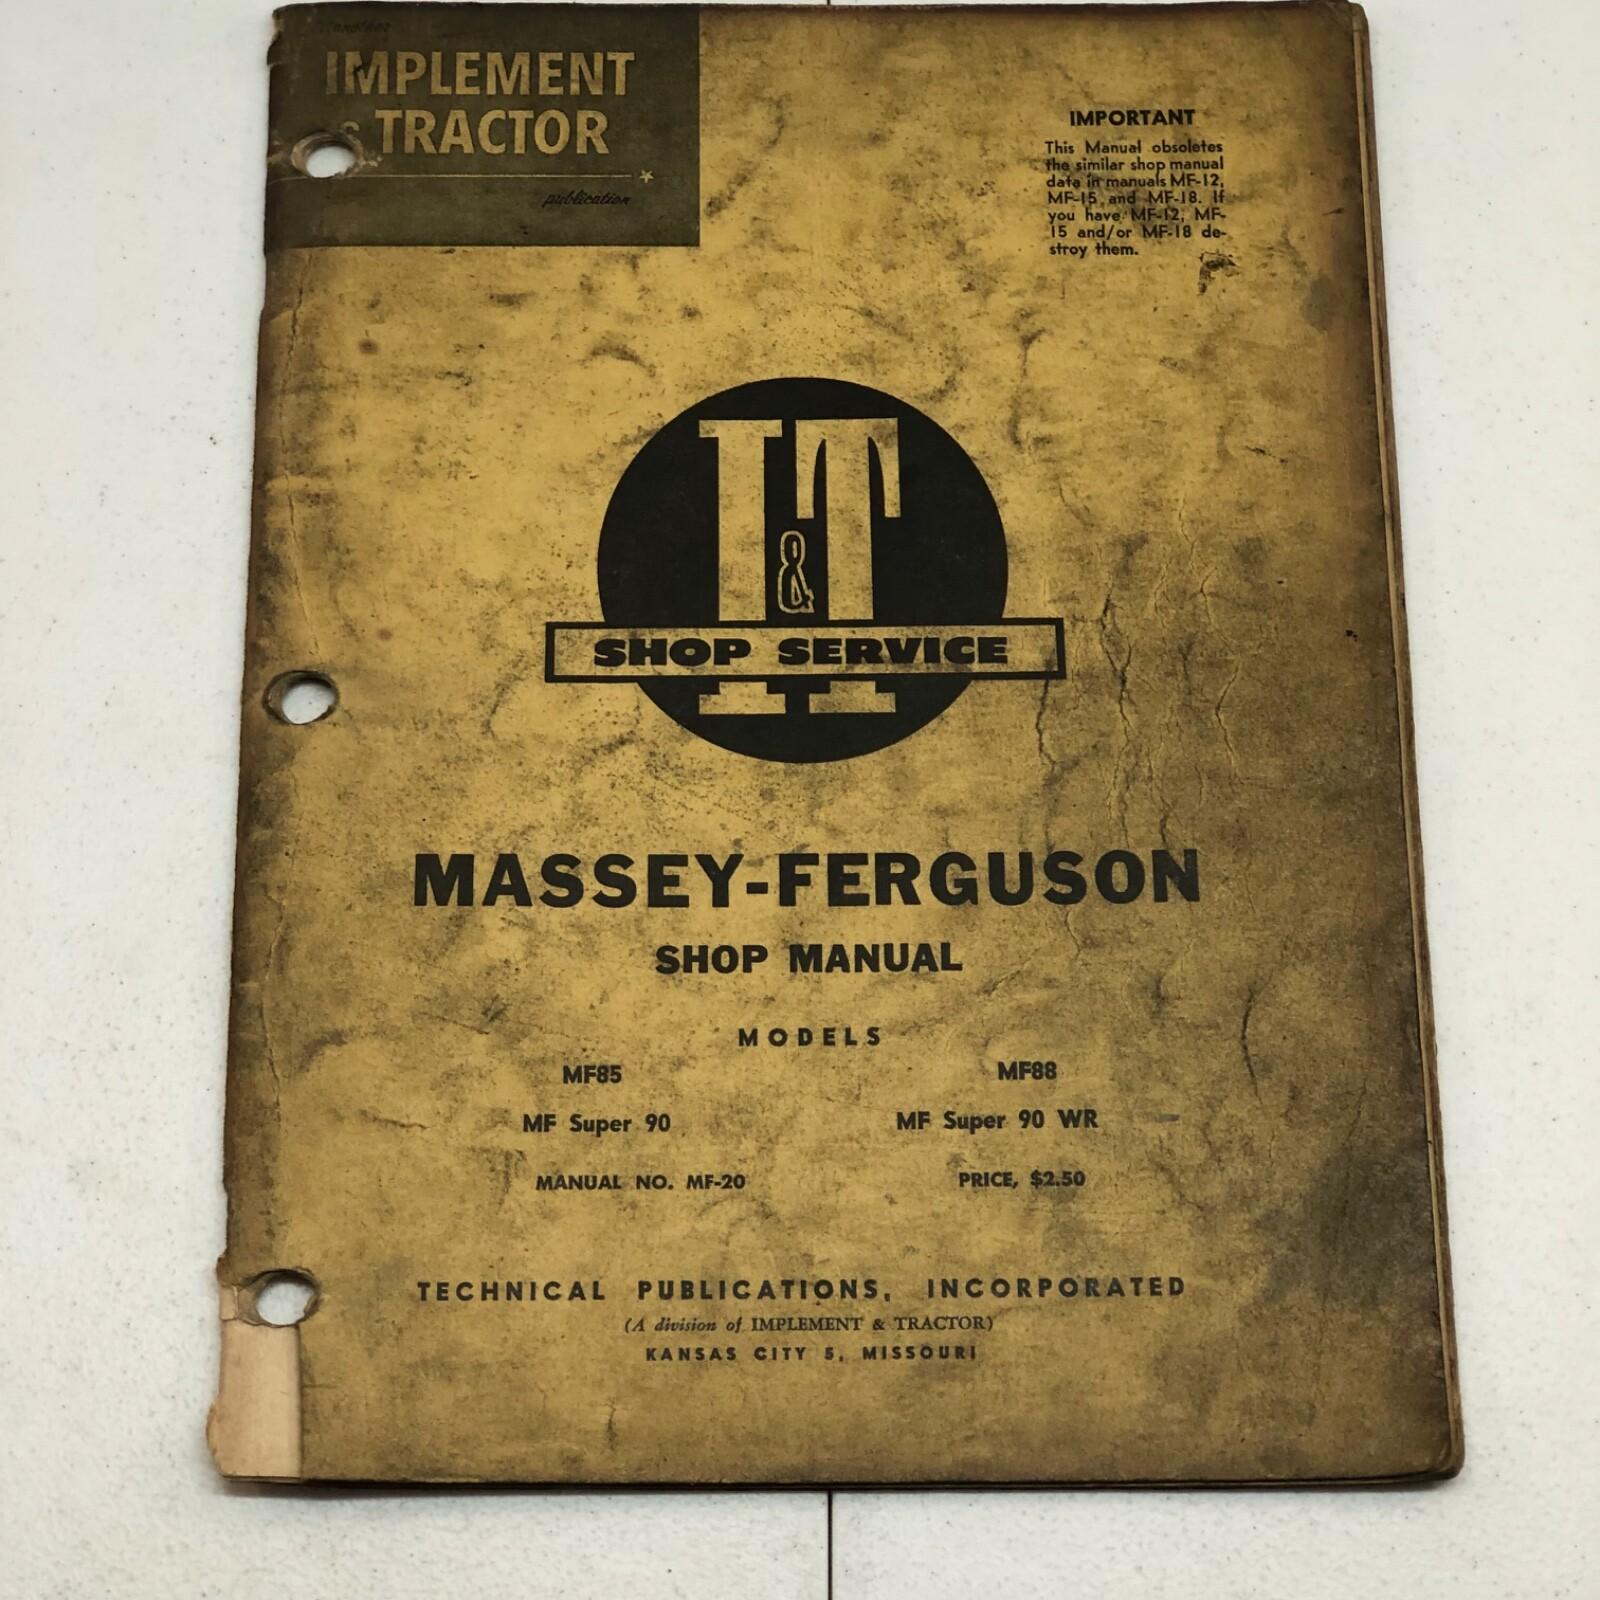 another
IMPLEMENT
& TRACTOR
publication
IMPORTANT
This Manual obsoletes
the similar shop manual
data in manuals MF-12,
MF-15 and MF-18. If
you have MF-12, MF-
15 and/or MF-18 de-
stroy them.
I&T
SHOP SERVICE
MASSEY-FERGUSON
SHOP MANUAL
MODELS
MF85 MF88
MF Super 90 MF Super 90 WR
MANUAL NO. MF-20 PRICE, $2.50
TECHNICAL PUBLICATIONS, INCORPORATED
(A division of IMPLEMENT & TRACTOR)
KANSAS CITY 5, MISSOURI